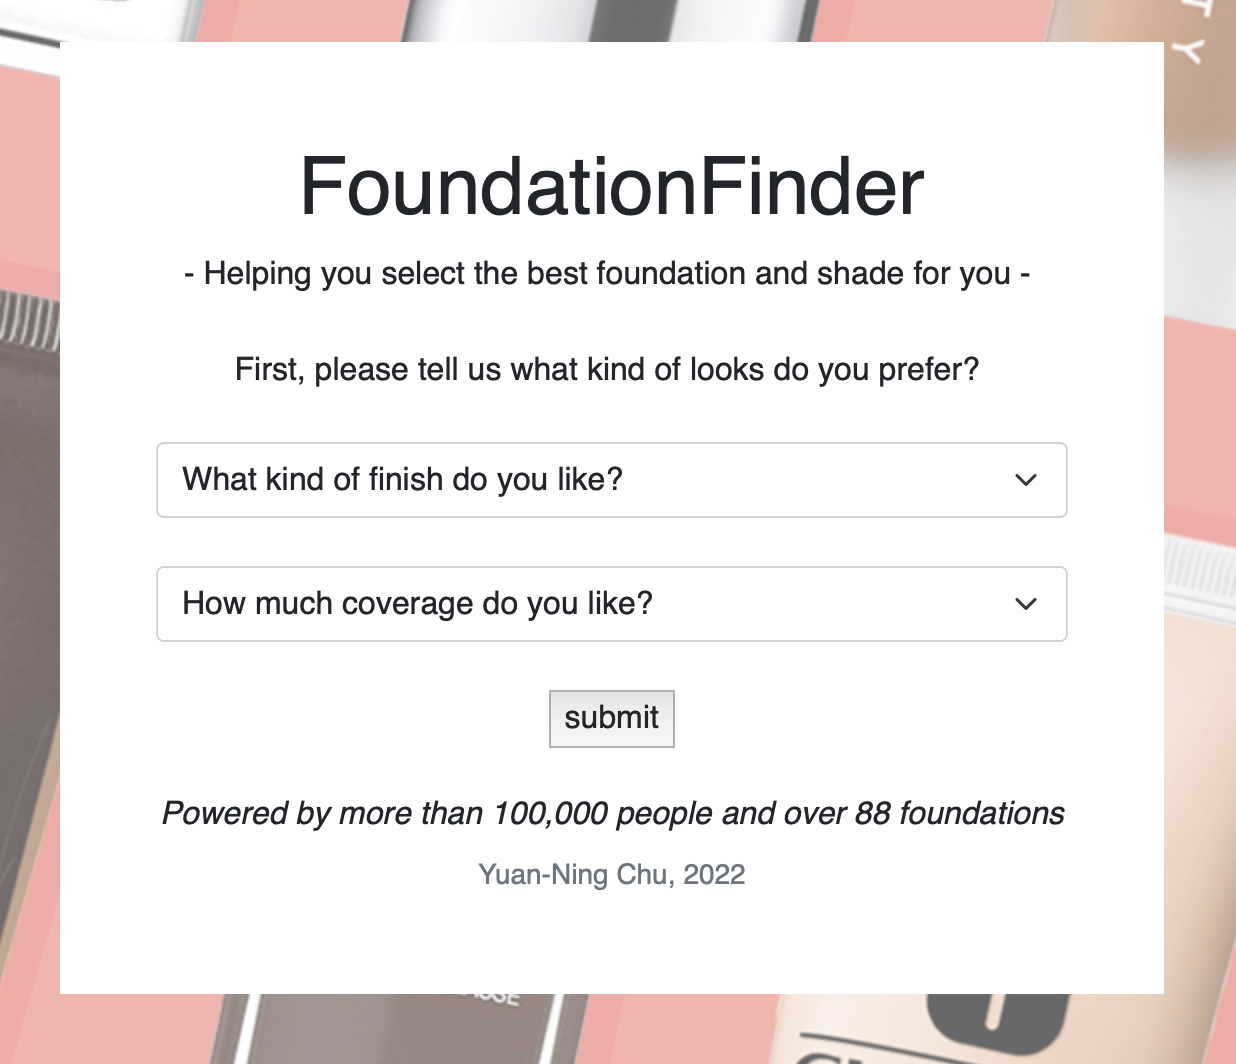 TY
FoundationFinder
- Helping you select the best foundation and shade for you -
First, please tell us what kind of looks do you prefer?
What kind of finish do you like?
How much coverage do you like?
submit
Powered by more than 100,000 people and over 88 foundations
Yuan-Ning Chu, 2022